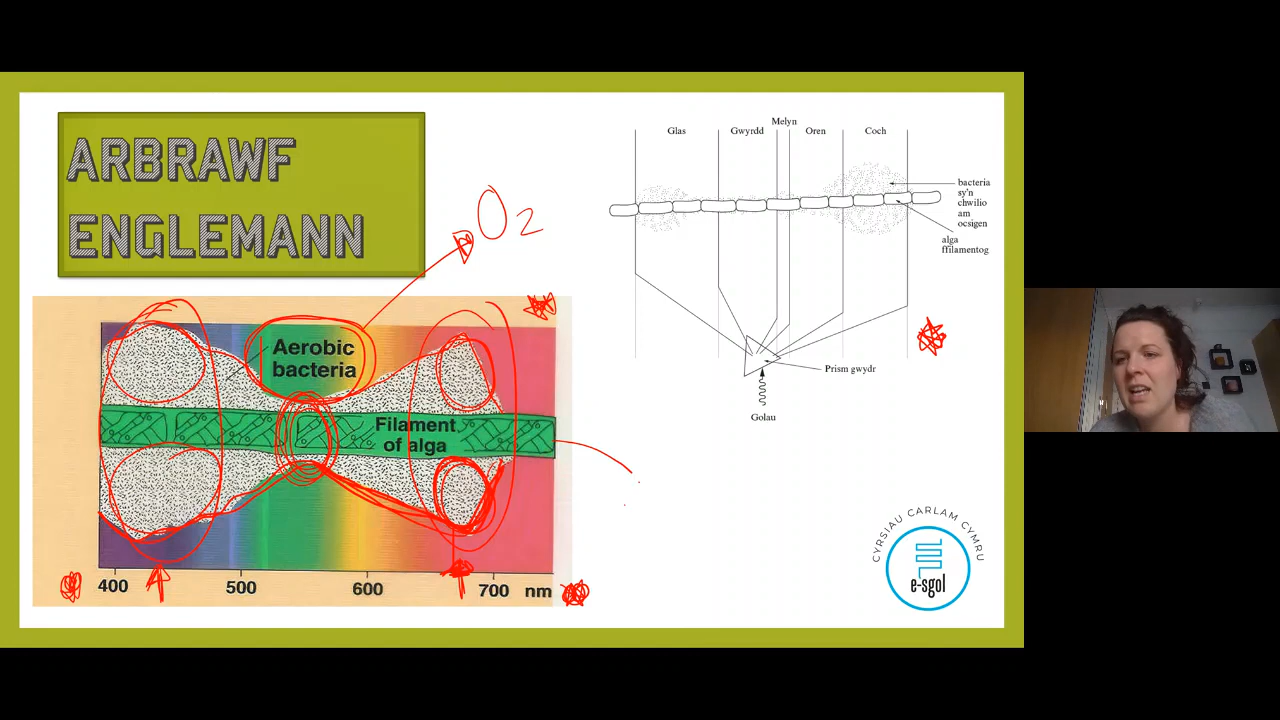 ARBRAWF
ENGLEMANN
O2
Aerobic
bacteria
Filament
of alga
400 500 600 700 nm
Glas Gwyrdd Melyn Oren Coch
bacteria
sy'n
chwilio
am
ocsigen
alga
ffilamentog
Prism gwydr
Golau
CYRSIAU CARLAM CYMRU
e-sgol